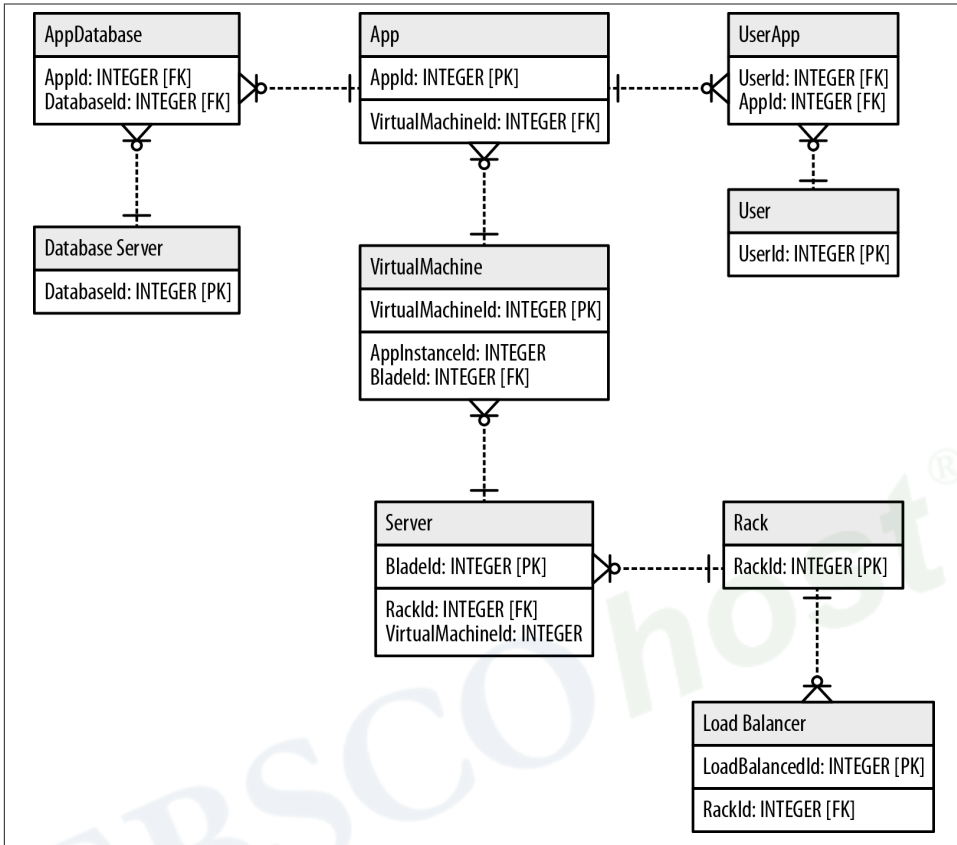 AppDatabase
AppId: INTEGER [FK]
DatabaseId: INTEGER [FK]
App
AppId: INTEGER [PK]
VirtualMachineId: INTEGER [FK]
UserApp
UserId: INTEGER [FK]
AppId: INTEGER [FK]
Database Server
DatabaseId: INTEGER [PK]
VirtualMachine
VirtualMachineId: INTEGER [PK]
AppInstanceId: INTEGER
BladeId: INTEGER [FK]
User
UserId: INTEGER [PK]
Server
BladeId: INTEGER [PK]
RackId: INTEGER [FK]
VirtualMachineId: INTEGER
Rack
RackId: INTEGER [PK]
Load Balancer
LoadBalancedId: INTEGER [PK]
RackId: INTEGER [FK]
EBSCOhost®